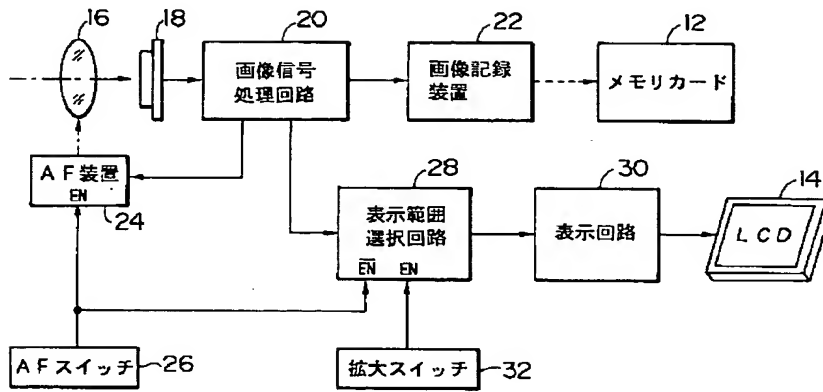 16
18
20
22
12
画像信号
処理回路
画像記録
装置
メモリカード
AF装置
EN
24
28
30
14
表示範囲
選択回路
E̅N̅ EN
表示回路
LCD
AFスイッチ
26
拡大スイッチ
32